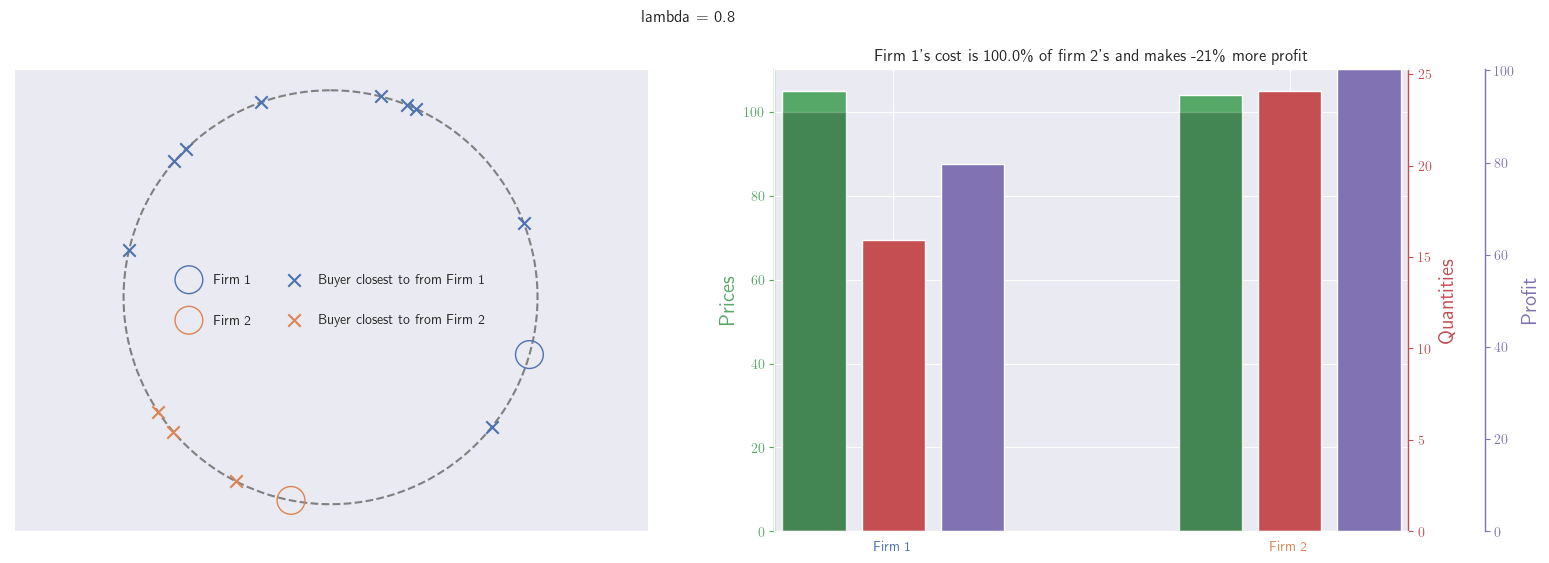 lambda = 0.8
Firm 1
Buyer closest to from Firm 1
Firm 2
Buyer closest to from Firm 2
Firm 1's cost is 100.0% of firm 2's and makes -21% more profit
Prices
100
80
60
40
20
0
Firm 1
Firm 2
25
20
15
10
5
0
Quantities
100
80
60
40
20
0
Profit